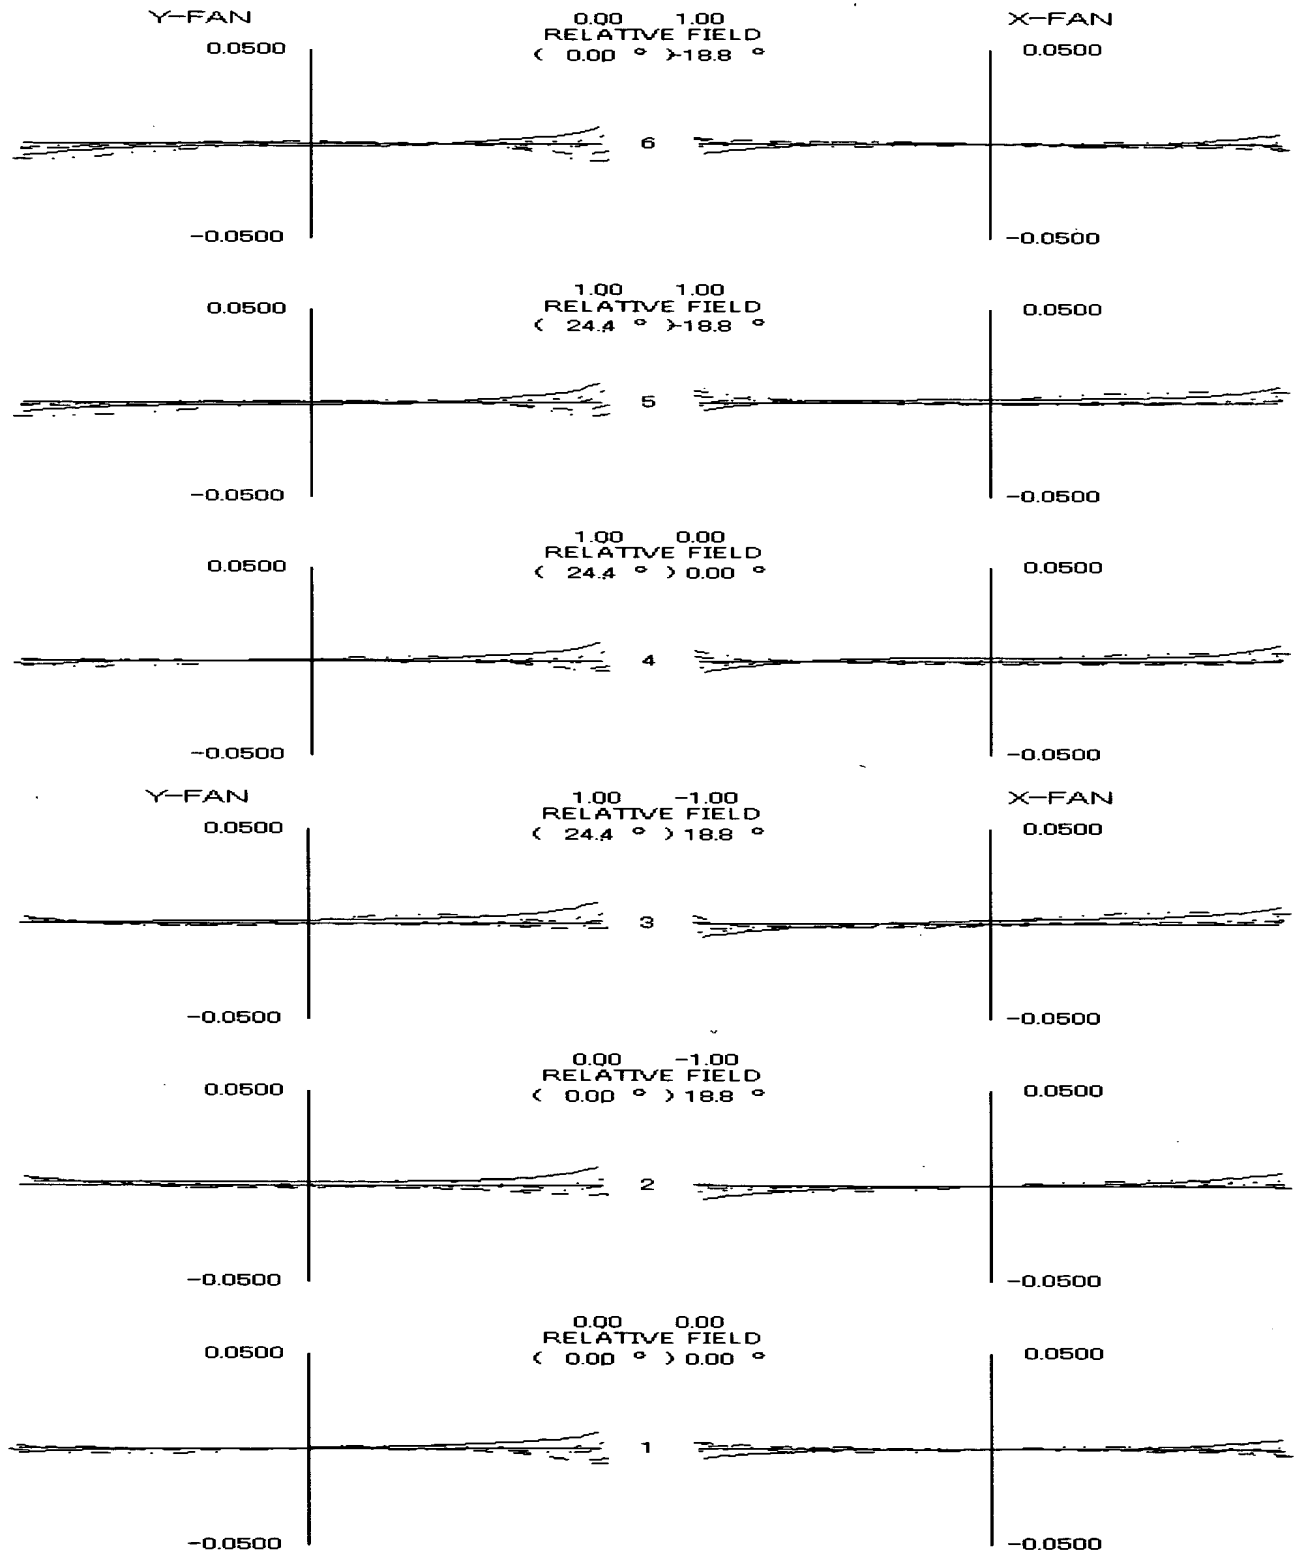 Y-FAN 0.00 1.00 X-FAN
RELATIVE FIELD
0.0500 ( 0.00 ° )-18.8 ° 0.0500
6
-0.0500 -0.0500
1.00 1.00
0.0500 RELATIVE FIELD 0.0500
( 24.4 ° )-18.8 °
5
-0.0500 -0.0500
1.00 0.00
RELATIVE FIELD
0.0500 ( 24.4 ° ) 0.00 ° 0.0500
4
-0.0500 -0.0500
Y-FAN 1.00 -1.00 X-FAN
RELATIVE FIELD
0.0500 ( 24.4 ° ) 18.8 ° 0.0500
3
-0.0500 -0.0500
0.00 -1.00
RELATIVE FIELD
0.0500 ( 0.00 ° ) 18.8 ° 0.0500
2
-0.0500 -0.0500
0.00 0.00
RELATIVE FIELD
0.0500 ( 0.00 ° ) 0.00 ° 0.0500
1
-0.0500 -0.0500